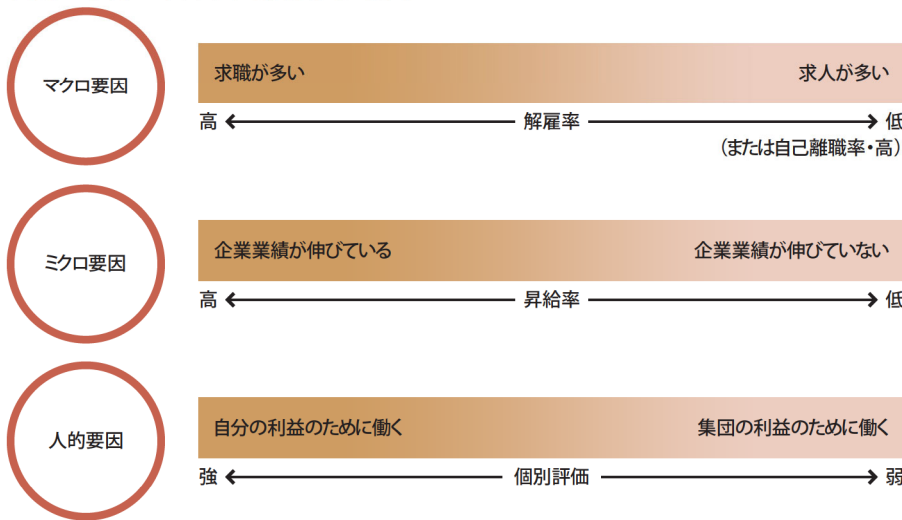 マクロ要因
求職が多い 求人が多い
高 解雇率 低
(または自己離職率・高)
ミクロ要因
企業業績が伸びている 企業業績が伸びていない
高 昇給率 低
人的要因
自分の利益のために働く 集団の利益のために働く
強 個別評価 弱